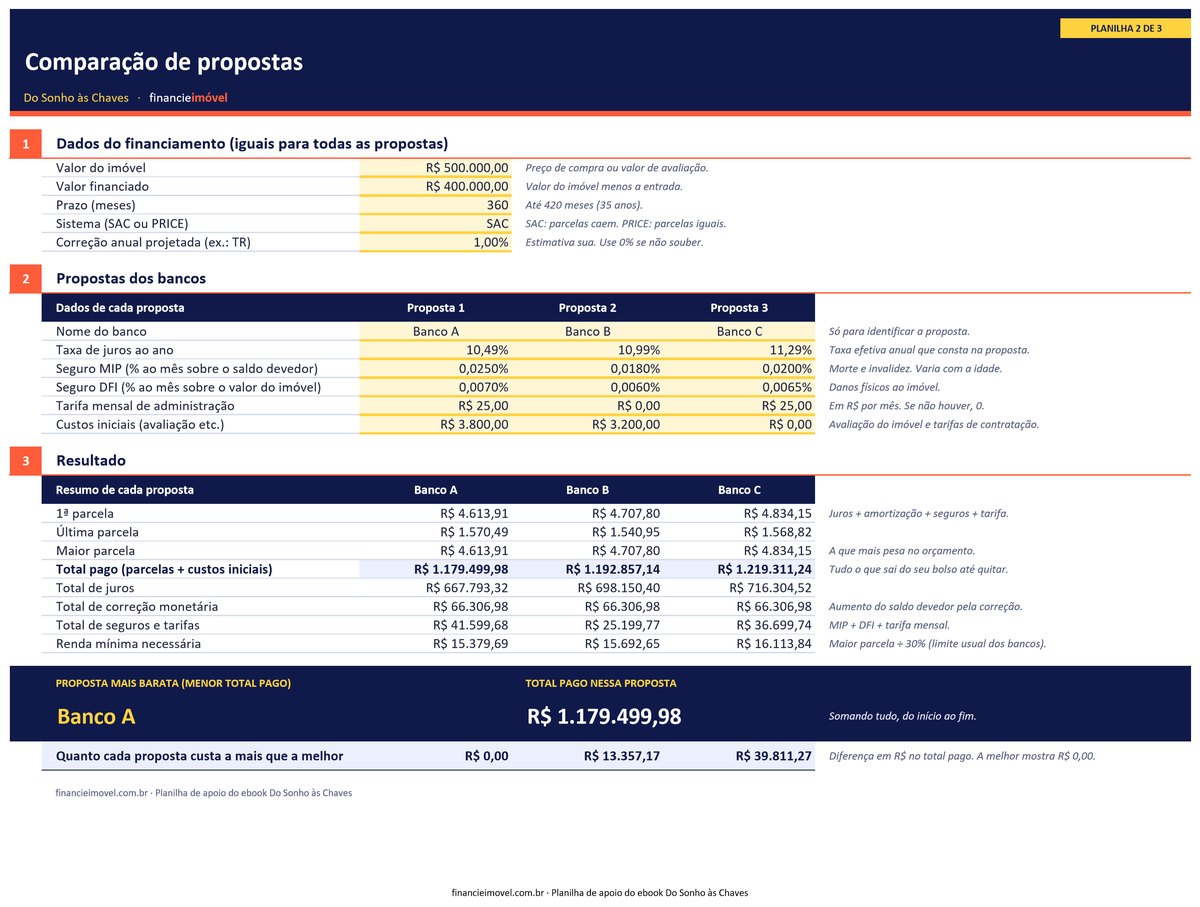 PLANILHA 2 DE 3
Comparação de propostas
Do Sonho às Chaves · financieimóvel
1 Dados do financiamento (iguais para todas as propostas)
Valor do imóvel R$ 500.000,00 Preço de compra ou valor de avaliação.
Valor financiado R$ 400.000,00 Valor do imóvel menos a entrada.
Prazo (meses) 360 Até 420 meses (35 anos).
Sistema (SAC ou PRICE) SAC SAC: parcelas caem. PRICE: parcelas iguais.
Correção anual projetada (ex.: TR) 1,00% Estimativa sua. Use 0% se não souber.
2 Propostas dos bancos
Dados de cada proposta Proposta 1 Proposta 2 Proposta 3
Nome do banco Banco A Banco B Banco C Só para identificar a proposta.
Taxa de juros ao ano 10,49% 10,99% 11,29% Taxa efetiva anual que consta na proposta.
Seguro MIP (% ao mês sobre o saldo devedor) 0,0250% 0,0180% 0,0200% Morte e invalidez. Varia com a idade.
Seguro DFI (% ao mês sobre o valor do imóvel) 0,0070% 0,0060% 0,0065% Danos físicos ao imóvel.
Tarifa mensal de administração R$ 25,00 R$ 0,00 R$ 25,00 Em R$ por mês. Se não houver, 0.
Custos iniciais (avaliação etc.) R$ 3.800,00 R$ 3.200,00 R$ 0,00 Avaliação do imóvel e tarifas de contratação.
3 Resultado
Resumo de cada proposta Banco A Banco B Banco C
1ª parcela R$ 4.613,91 R$ 4.707,80 R$ 4.834,15 Juros + amortização + seguros + tarifa.
Última parcela R$ 1.570,49 R$ 1.540,95 R$ 1.568,82
Maior parcela R$ 4.613,91 R$ 4.707,80 R$ 4.834,15 A que mais pesa no orçamento.
Total pago (parcelas + custos iniciais) R$ 1.179.499,98 R$ 1.192.857,14 R$ 1.219.311,24 Tudo o que sai do seu bolso até quitar.
Total de juros R$ 667.793,32 R$ 698.150,40 R$ 716.304,52
Total de correção monetária R$ 66.306,98 R$ 66.306,98 R$ 66.306,98 Aumento do saldo devedor pela correção.
Total de seguros e tarifas R$ 41.599,68 R$ 25.199,77 R$ 36.699,74 MIP + DFI + tarifa mensal.
Renda mínima necessária R$ 15.379,69 R$ 15.692,65 R$ 16.113,84 Maior parcela ÷ 30% (limite usual dos bancos).
PROPOSTA MAIS BARATA (MENOR TOTAL PAGO) TOTAL PAGO NESSA PROPOSTA
Banco A R$ 1.179.499,98 Somando tudo, do início ao fim.
Quanto cada proposta custa a mais que a melhor R$ 0,00 R$ 13.357,17 R$ 39.811,27 Diferença em R$ no total pago. A melhor mostra R$ 0,00.
financieimovel.com.br · Planilha de apoio do ebook Do Sonho às Chaves
financieimovel.com.br · Planilha de apoio do ebook Do Sonho às Chaves